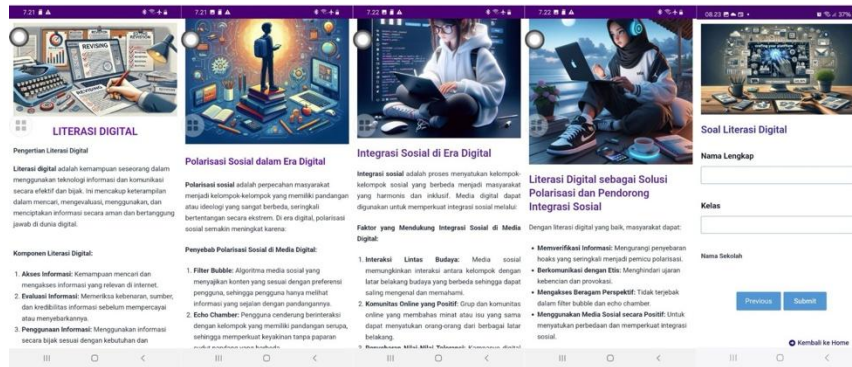 7.21
REVISING
REVISING
LITERASI DIGITAL
Pengertian Literasi Digital
Literasi digital adalah kemampuan seseorang dalam
menggunakan teknologi informasi dan komunikasi
secara efektif dan bijak. Ini mencakup keterampilan
dalam mencari, mengevaluasi, menggunakan, dan
menciptakan informasi secara aman dan bertanggung
jawab di dunia digital.
Komponen Literasi Digital:
1. Akses Informasi: Kemampuan mencari dan
mengakses informasi yang relevan di internet.
2. Evaluasi Informasi: Memeriksa kebenaran, sumber,
dan kredibilitas informasi sebelum mempercayai
atau menyebarkannya.
3. Penggunaan Informasi: Menggunakan informasi
secara bijak sesuai dengan kebutuhan dan
7.21
Polarisasi Sosial dalam Era Digital
Polarisasi sosial adalah perpecahan masyarakat
menjadi kelompok-kelompok yang memiliki pandangan
atau ideologi yang sangat berbeda, seringkali
bertentangan secara ekstrem. Di era digital, polarisasi
sosial semakin meningkat karena:
Penyebab Polarisasi Sosial di Media Digital:
1. Filter Bubble: Algoritma media sosial yang
menyajikan konten yang sesuai dengan preferensi
pengguna, sehingga pengguna hanya melihat
informasi yang sejalan dengan pandangannya.
2. Echo Chamber: Pengguna cenderung berinteraksi
dengan kelompok yang memiliki pandangan serupa,
sehingga memperkuat keyakinan tanpa paparan
sudut pandang yang berbeda.
7.22
Integrasi Sosial di Era Digital
Integrasi sosial adalah proses menyatukan kelompok-
kelompok sosial yang berbeda menjadi masyarakat
yang harmonis dan inklusif. Media digital dapat
digunakan untuk memperkuat integrasi sosial melalui:
Faktor yang Mendukung Integrasi Sosial di Media
Digital:
1. Interaksi Lintas Budaya: Media sosial
memungkinkan interaksi antara kelompok dengan
latar belakang budaya yang berbeda sehingga dapat
saling mengenal dan memahami.
2. Komunitas Online yang Positif: Grup dan komunitas
online yang membahas minat atau isu yang sama
dapat menyatukan orang-orang dari berbagai latar
belakang.
3. Penyebaran Nilai-Nilai Toleransi: Kampanye digital
7.22
Literasi Digital sebagai Solusi
Polarisasi dan Pendorong
Integrasi Sosial
Dengan literasi digital yang baik, masyarakat dapat:
• Memverifikasi Informasi: Mengurangi penyebaran
hoaks yang seringkali menjadi pemicu polarisasi.
• Berkomunikasi dengan Etis: Menghindari ujaran
kebencian dan provokasi.
• Mengakses Beragam Perspektif: Tidak terjebak
dalam filter bubble dan echo chamber.
• Menggunakan Media Sosial secara Positif: Untuk
menyatukan perbedaan dan memperkuat integrasi
sosial.
08.23
37%
Soal Literasi Digital
Nama Lengkap
Kelas
Nama Sekolah
Previous
Submit
Kembali ke Home